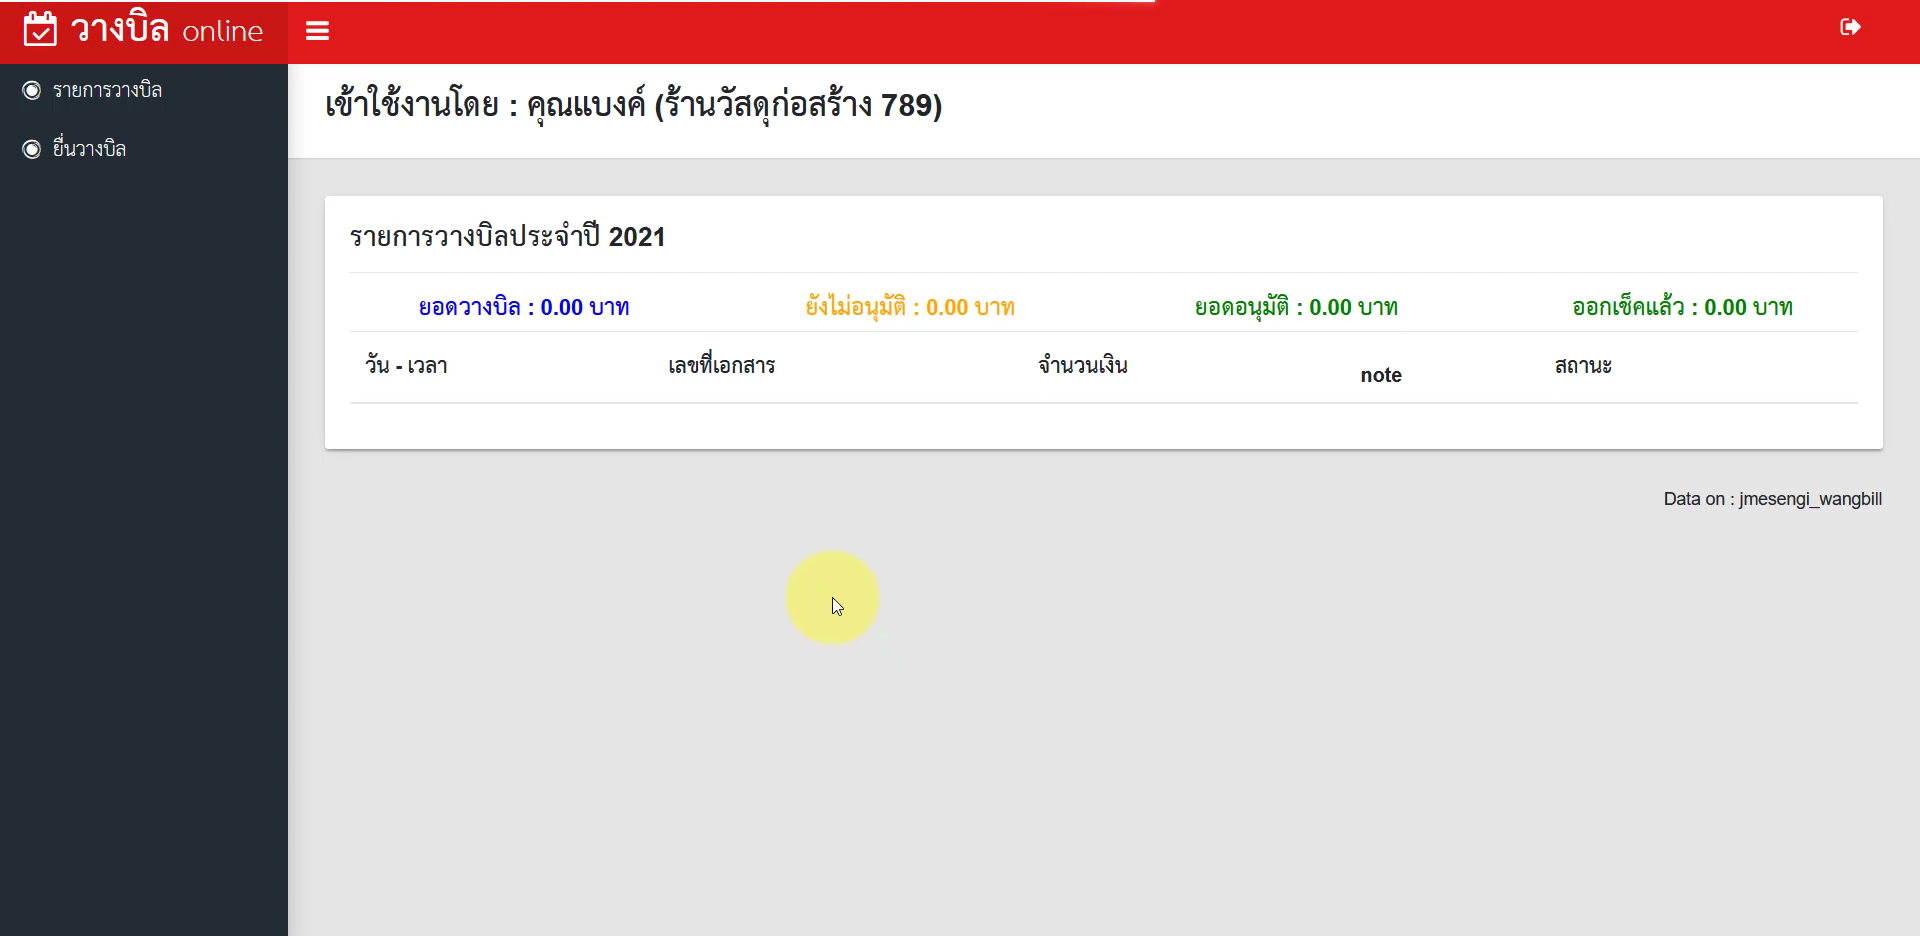 วางบิล online
รายการวางบิล
ยื่นวางบิล
เข้าใช้งานโดย : คุณแบงค์ (ร้านวัสดุก่อสร้าง 789)
รายการวางบิลประจำปี 2021
ยอดวางบิล : 0.00 บาท ยังไม่อนุมัติ : 0.00 บาท ยอดอนุมัติ : 0.00 บาท ออกเช็คแล้ว : 0.00 บาท
วัน - เวลา เลขที่เอกสาร จำนวนเงิน note สถานะ
Data on : jmesengi_wangbill